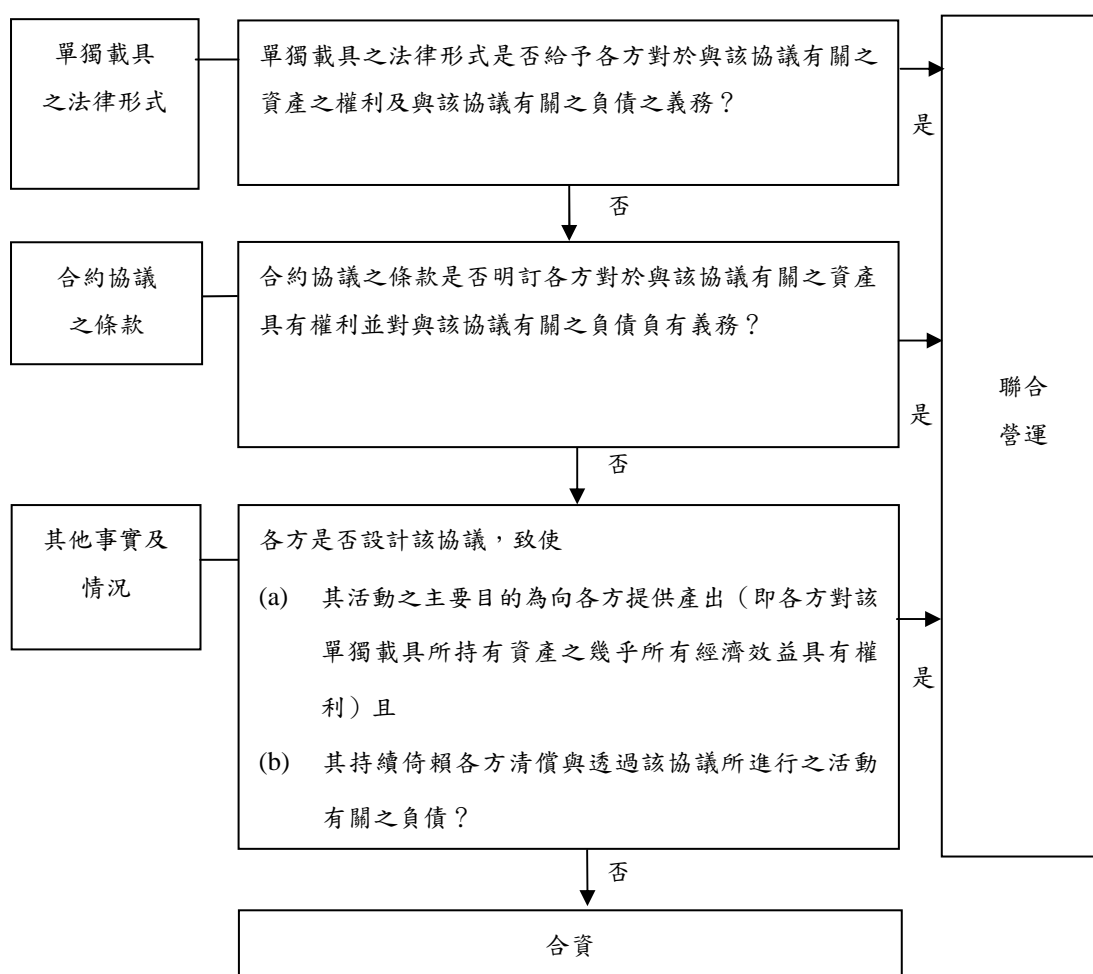 單獨載具
之法律形式
單獨載具之法律形式是否給予各方對於與該協議有關之
資產之權利及與該協議有關之負債之義務？
是
否
合約協議
之條款
合約協議之條款是否明訂各方對於與該協議有關之資產
具有權利並對與該協議有關之負債負有義務？
是
否
聯合
營運
其他事實及
情況
各方是否設計該協議，致使
(a) 其活動之主要目的為向各方提供產出（即各方對該
單獨載具所持有資產之幾乎所有經濟效益具有權
利）且
(b) 其持續倚賴各方清償與透過該協議所進行之活動
有關之負債？
是
否
合資